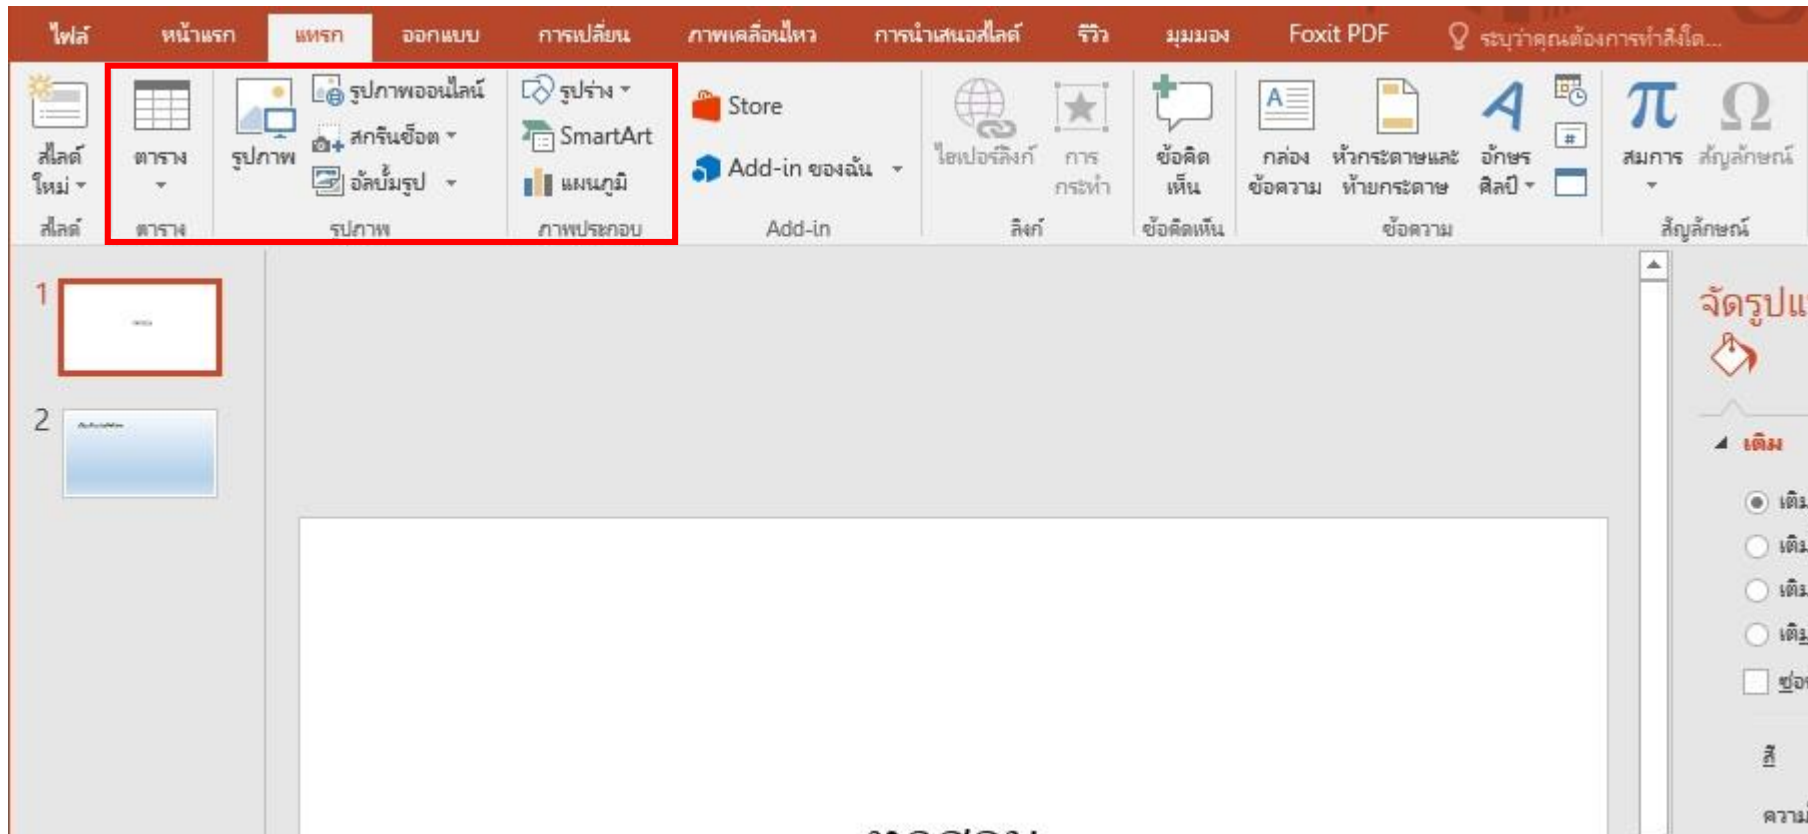 ไฟล์ หน้าแรก แทรก ออกแบบ การเปลี่ยน ภาพเคลื่อนไหว การนำเสนอสไลด์ รีวิว มุมมอง Foxit PDF ระบุว่าคุณต้องการทำสิ่งใด...
สไลด์
ใหม่
ตาราง
รูปภาพ
รูปภาพออนไลน์
สกรีนช็อต
อัลบั้มรูป
รูปร่าง
SmartArt
แผนภูมิ
Store
Add-in ของฉัน
ไฮเปอร์ลิงก์
การ
กระทำ
ข้อคิด
เห็น
กล่อง
ข้อความ
หัวกระดาษและ
ท้ายกระดาษ
อักษร
ศิลป์
สมการ
สัญลักษณ์
สไลด์ ตาราง รูปภาพ ภาพประกอบ Add-in ลิงก์ ข้อคิดเห็น ข้อความ สัญลักษณ์
1
2
เติม
สี